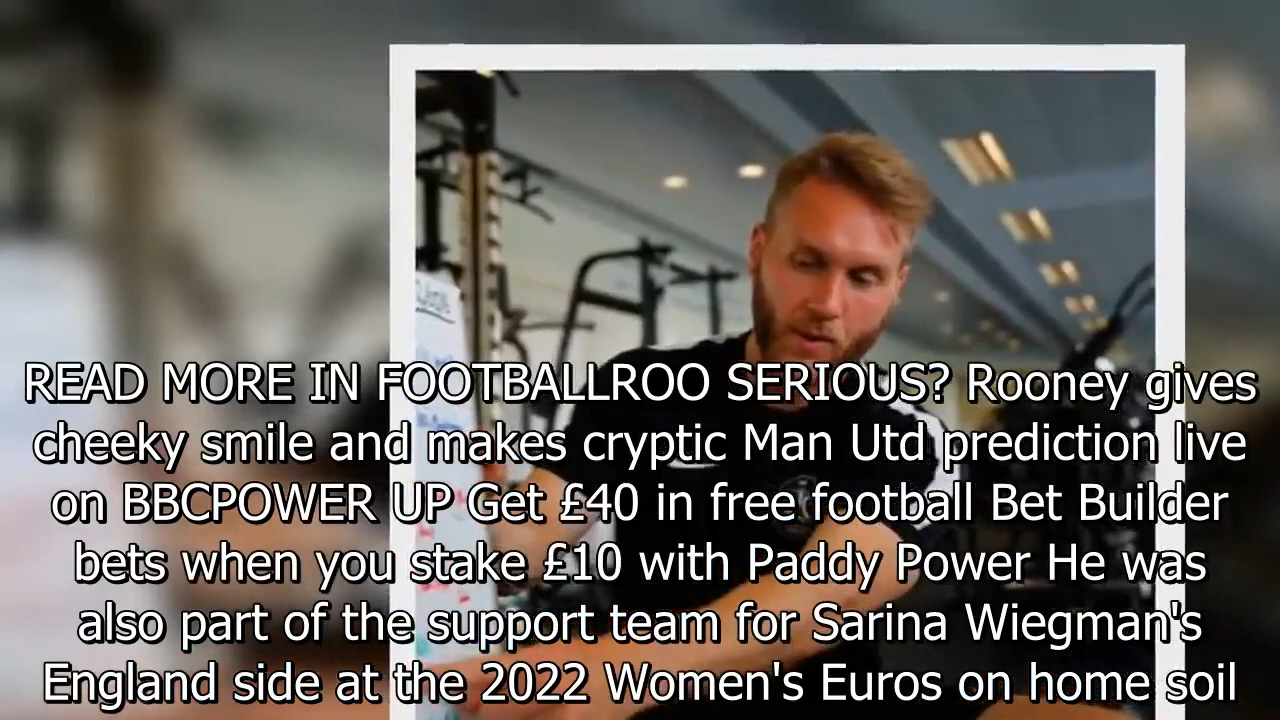 READ MORE IN FOOTBALLROO SERIOUS? Rooney gives
cheeky smile and makes cryptic Man Utd prediction live
on BBCPOWER UP Get £40 in free football Bet Builder
bets when you stake £10 with Paddy Power He was
also part of the support team for Sarina Wiegman's
England side at the 2022 Women's Euros on home soil